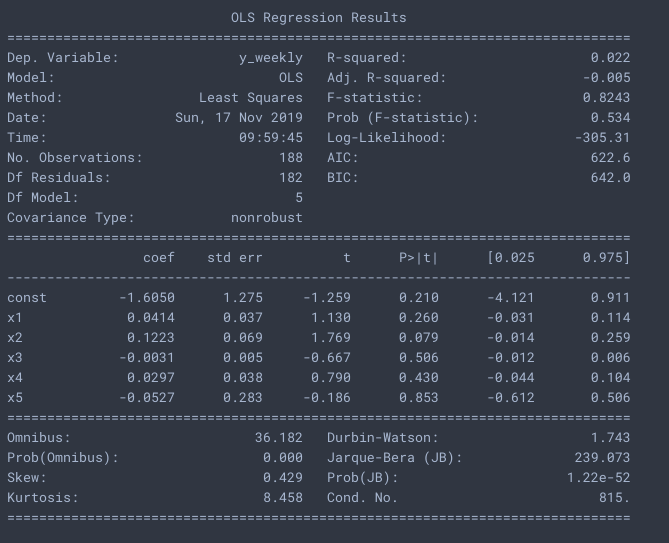 OLS Regression Results
==============================================================================
Dep. Variable:               y_weekly   R-squared:                       0.022
Model:                            OLS   Adj. R-squared:                 -0.005
Method:                 Least Squares   F-statistic:                    0.8243
Date:                Sun, 17 Nov 2019   Prob (F-statistic):              0.534
Time:                        09:59:45   Log-Likelihood:                -305.31
No. Observations:                 188   AIC:                             622.6
Df Residuals:                     182   BIC:                             642.0
Df Model:                           5
Covariance Type:            nonrobust
==============================================================================
                 coef    std err          t      P>|t|      [0.025      0.975]
------------------------------------------------------------------------------
const         -1.6050      1.275     -1.259      0.210      -4.121       0.911
x1             0.0414      0.037      1.130      0.260      -0.031       0.114
x2             0.1223      0.069      1.769      0.079      -0.014       0.259
x3            -0.0031      0.005     -0.667      0.506      -0.012       0.006
x4             0.0297      0.038      0.790      0.430      -0.044       0.104
x5            -0.0527      0.283     -0.186      0.853      -0.612       0.506
==============================================================================
Omnibus:                       36.182   Durbin-Watson:                   1.743
Prob(Omnibus):                  0.000   Jarque-Bera (JB):              239.073
Skew:                           0.429   Prob(JB):                     1.22e-52
Kurtosis:                       8.458   Cond. No.                         815.
==============================================================================